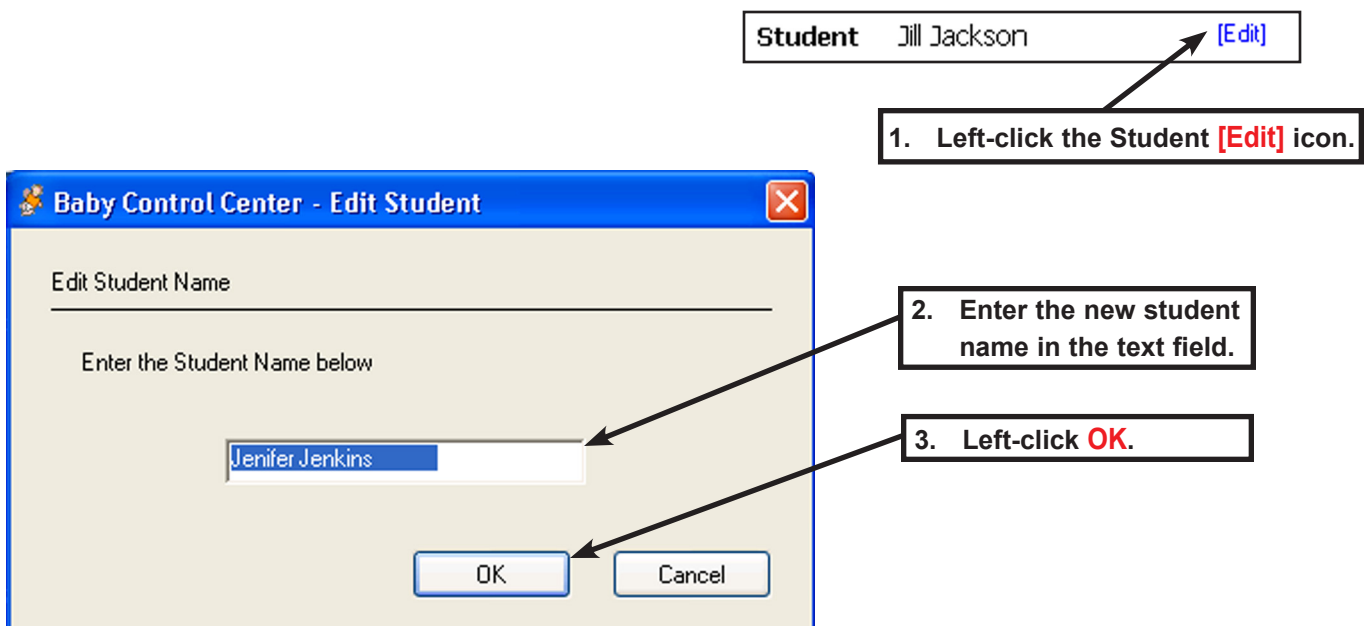 Student Jill Jackson [Edit]
1. Left-click the Student [Edit] icon.
Baby Control Center - Edit Student
Edit Student Name
Enter the Student Name below
2. Enter the new student
name in the text field.
Jenifer Jenkins
3. Left-click OK.
OK Cancel